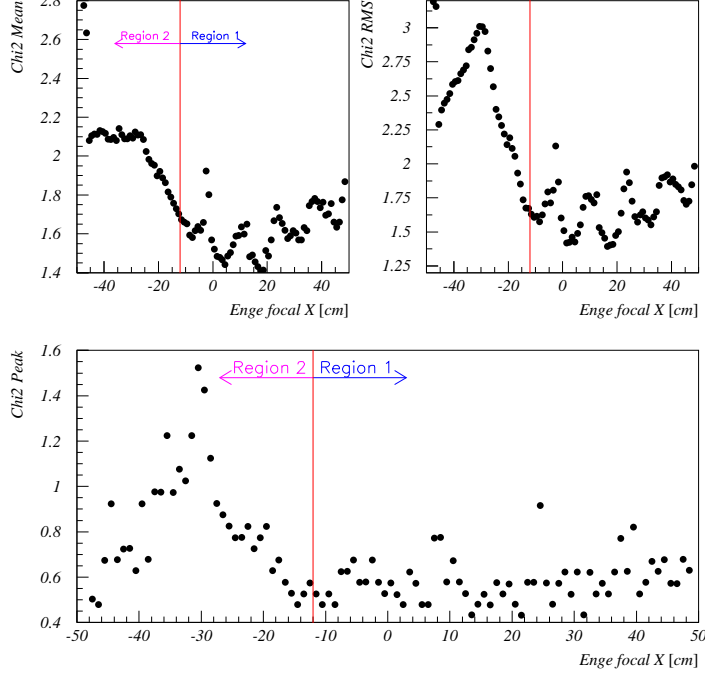 Chi2 Mean
2.8
2.6
2.4
2.2
2
1.8
1.6
1.4
Region 2 Region 1
-40 -20 0 20 40
Enge focal X [cm]
Chi2 RMS
3
2.75
2.5
2.25
2
1.75
1.5
1.25
-40 -20 0 20 40
Enge focal X [cm]
Chi2 Peak
1.6
1.4
1.2
1
0.8
0.6
0.4
Region 2 Region 1
-50 -40 -30 -20 -10 0 10 20 30 40 50
Enge focal X [cm]